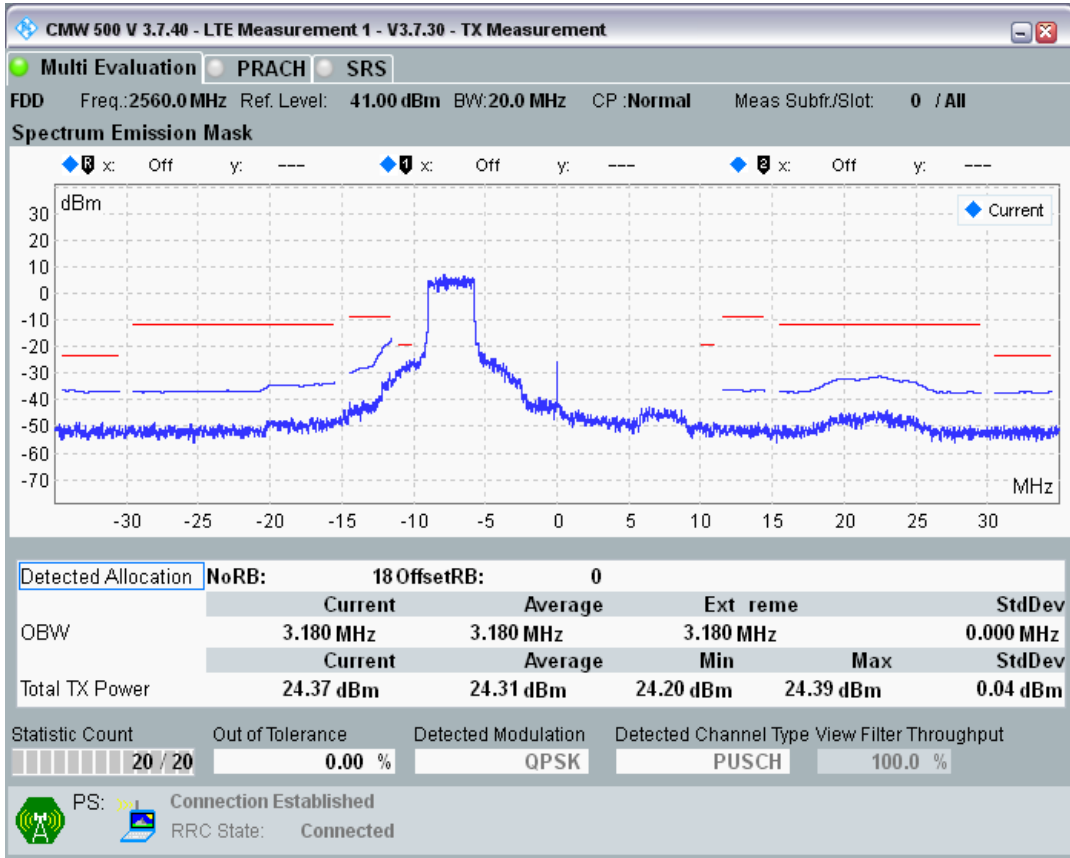 CMW 500 V 3.7.40 - LTE Measurement 1 - V3.7.30 - TX Measurement
Multi Evaluation PRACH SRS
FDD Freq.:2560.0 MHz Ref. Level: 41.00 dBm BW:20.0 MHz CP :Normal Meas Subfr./Slot: 0 / All
Spectrum Emission Mask
R x: Off y: --- 1 x: Off y: --- 2 x: Off y: ---
dBm
Current
30
20
10
0
-10
-20
-30
-40
-50
-60
-70
MHz
-30 -25 -20 -15 -10 -5 0 5 10 15 20 25 30
Detected Allocation NoRB: 18 OffsetRB: 0
Current Average Ext reme StdDev
OBW 3.180 MHz 3.180 MHz 3.180 MHz 0.000 MHz
Current Average Min Max StdDev
Total TX Power 24.37 dBm 24.31 dBm 24.20 dBm 24.39 dBm 0.04 dBm
Statistic Count Out of Tolerance Detected Modulation Detected Channel Type View Filter Throughput
20 / 20 0.00 % QPSK PUSCH 100.0 %
PS: Connection Established
RRC State: Connected